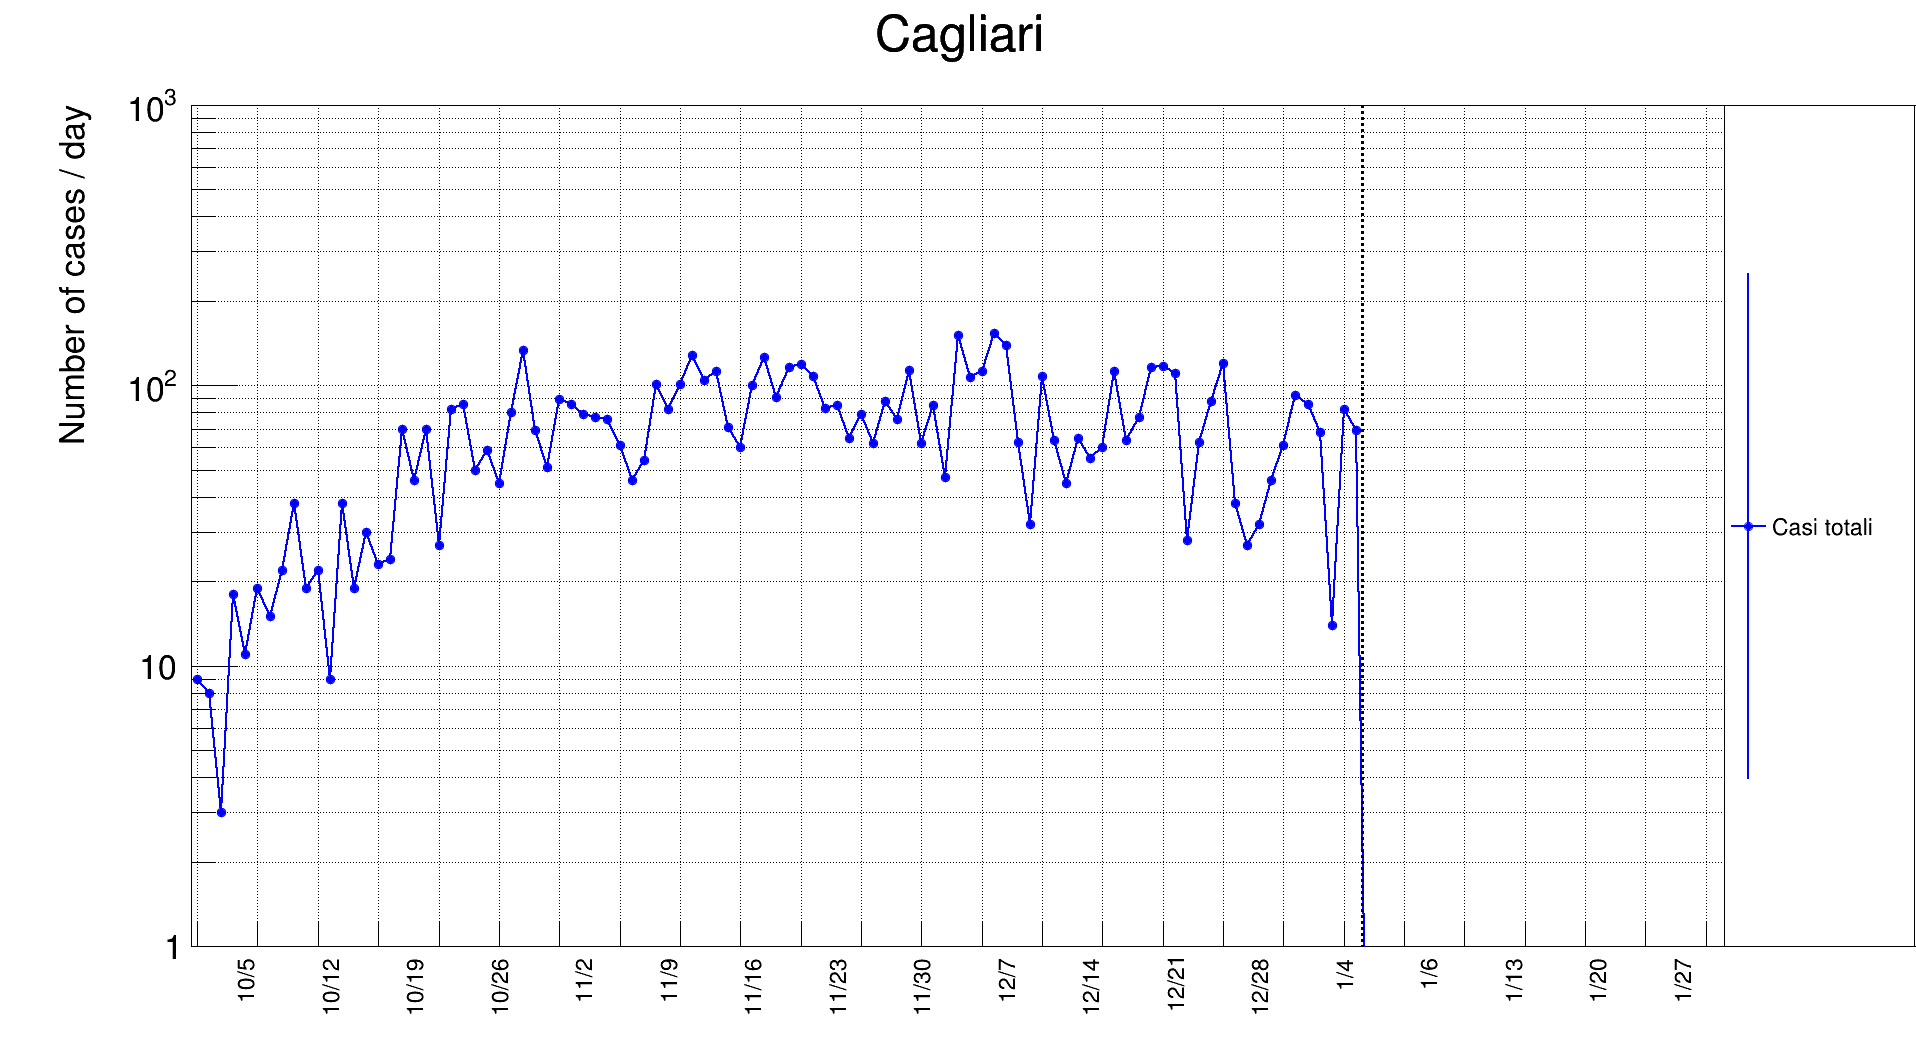 Cagliari
Number of cases / day
10³
10²
10
1
10/5 10/12 10/19 10/26 11/2 11/9 11/16 11/23 11/30 12/7 12/14 12/21 12/28 1/4 1/6 1/13 1/20 1/27
Casi totali